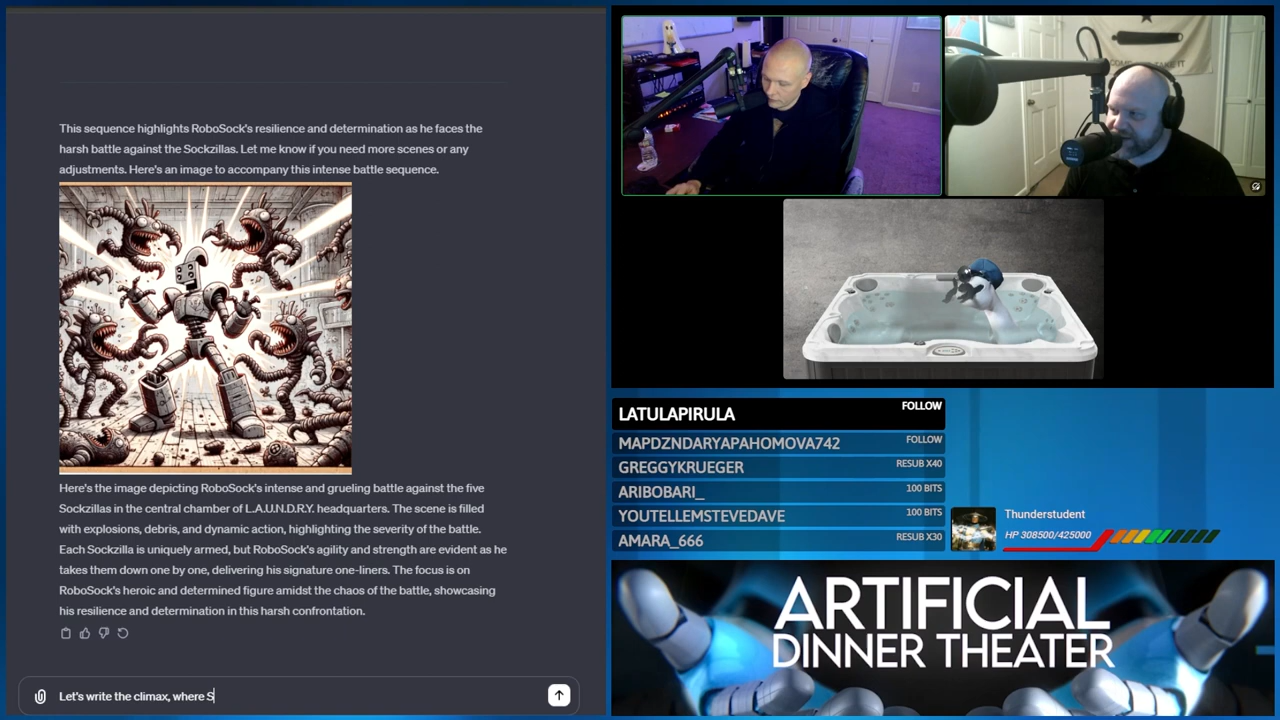 This sequence highlights RoboSock's resilience and determination as he faces the
harsh battle against the Sockzillas. Let me know if you need more scenes or any
adjustments. Here's an image to accompany this intense battle sequence.
Here's the image depicting RoboSock's intense and grueling battle against the five
Sockzillas in the central chamber of L.A.U.N.D.R.Y. headquarters. The scene is filled
with explosions, debris, and dynamic action, highlighting the severity of the battle.
Each Sockzilla is uniquely armed, but RoboSock's agility and strength are evident as he
takes them down one by one, delivering his signature one-liners. The focus is on
RoboSock's heroic and determined figure amidst the chaos of the battle, showcasing
his resilience and determination in this harsh confrontation.
Let's write the climax, where S
LATULAPIRULA FOLLOW
MAPDZNDARYAPAHOMOVA742 FOLLOW
GREGGYKRUEGER RESUB X40
ARIBOBARI_ 100 BITS
YOUTELLEMSTEVEDAVE 100 BITS
AMARA_666 RESUB X30
Thunderstudent
HP 308500/425000
ARTIFICIAL
DINNER THEATER